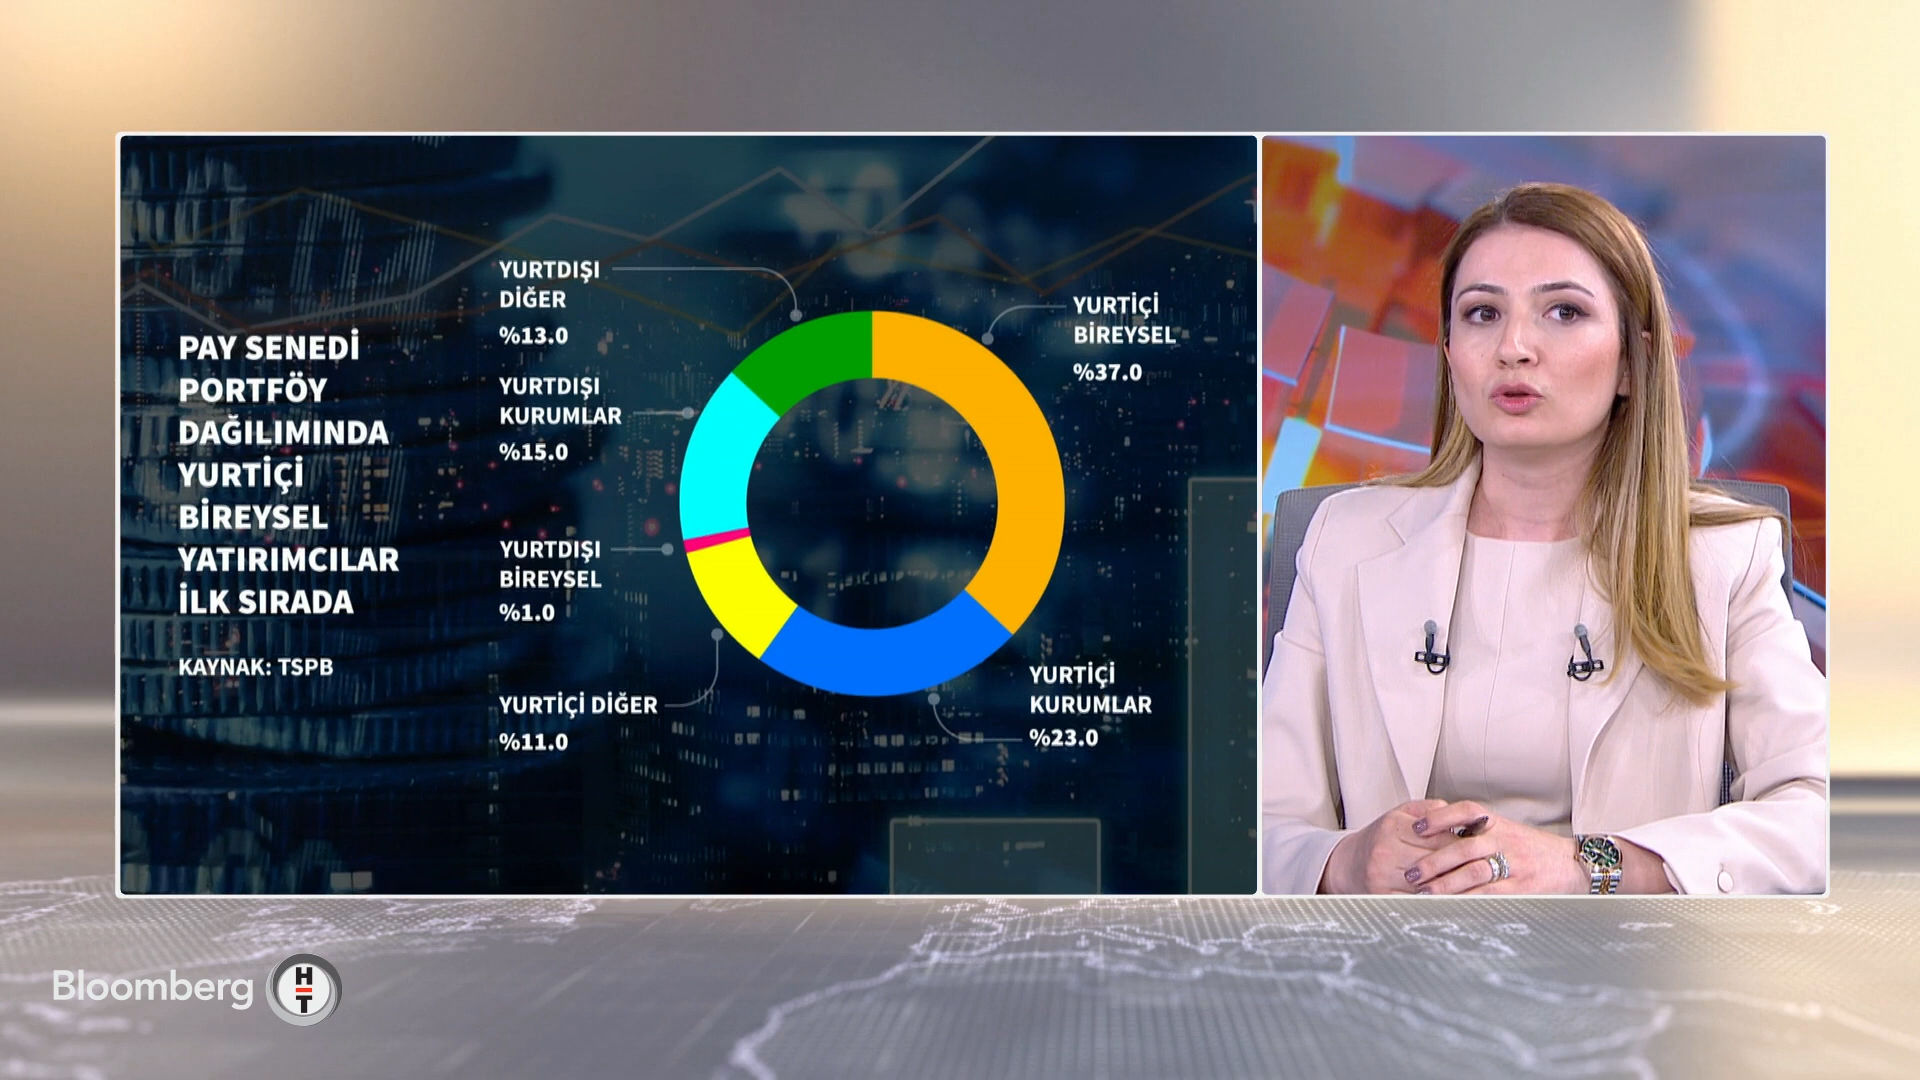 PAY SENEDİ
PORTFÖY
DAĞILIMINDA
YURTİÇİ
BİREYSEL
YATIRIMCILAR
İLK SIRADA
KAYNAK: TSPB
YURTDIŞI
DİĞER
%13.0
YURTDIŞI
KURUMLAR
%15.0
YURTDIŞI
BİREYSEL
%1.0
YURTİÇİ DİĞER
%11.0
YURTİÇİ
BİREYSEL
%37.0
YURTİÇİ
KURUMLAR
%23.0
Bloomberg HT